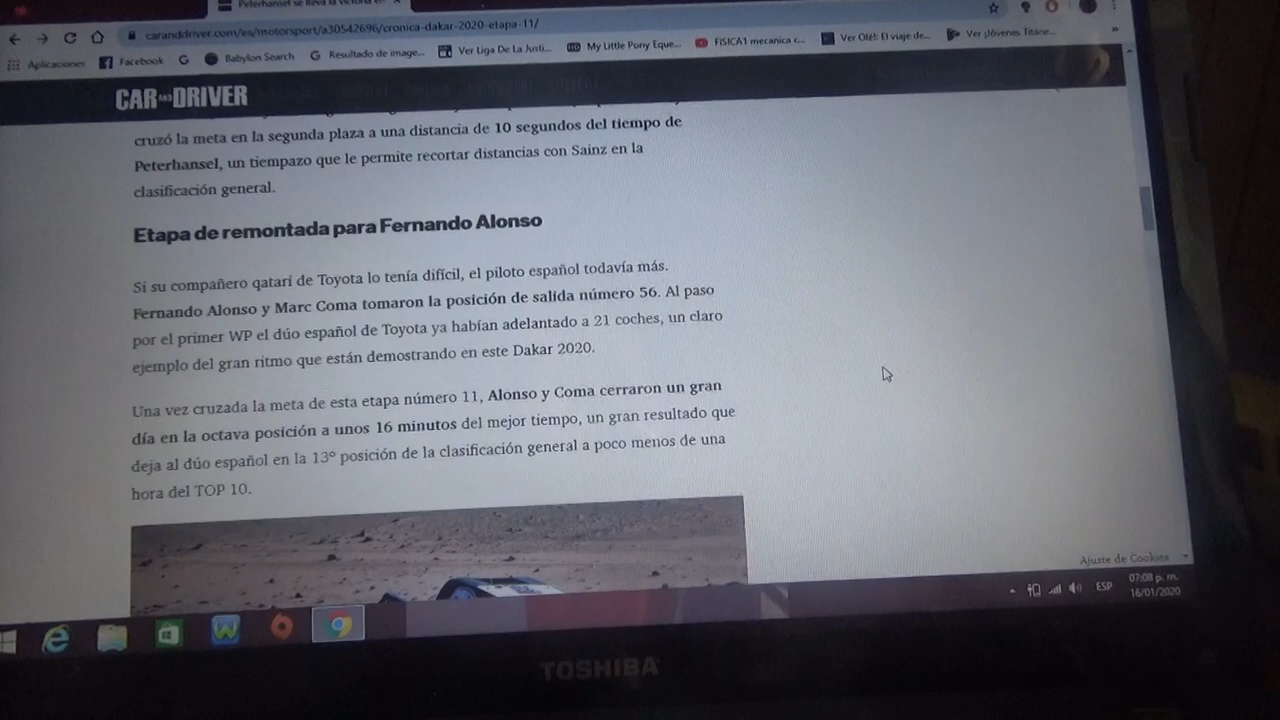 Peterhansel se lleva la victoria en
caranddriver.com/es/motorsport/a30542696/cronica-dakar-2020-etapa-11/
Aplicaciones Facebook Babylon Search Resultado de image... Ver Liga De La Justi... My Little Pony Eque... FISICA1 mecanica c... Ver Olé!: El viaje de... Ver Jóvenes Titane...
CAR AND DRIVER
cruzó la meta en la segunda plaza a una distancia de 10 segundos del tiempo de
Peterhansel, un tiempazo que le permite recortar distancias con Sainz en la
clasificación general.
Etapa de remontada para Fernando Alonso
Si su compañero qatarí de Toyota lo tenía difícil, el piloto español todavía más.
Fernando Alonso y Marc Coma tomaron la posición de salida número 56. Al paso
por el primer WP el dúo español de Toyota ya habían adelantado a 21 coches, un claro
ejemplo del gran ritmo que están demostrando en este Dakar 2020.
Una vez cruzada la meta de esta etapa número 11, Alonso y Coma cerraron un gran
día en la octava posición a unos 16 minutos del mejor tiempo, un gran resultado que
deja al dúo español en la 13º posición de la clasificación general a poco menos de una
hora del TOP 10.
Ajuste de Cookies
ESP
07:08 p. m.
16/01/2020
TOSHIBA